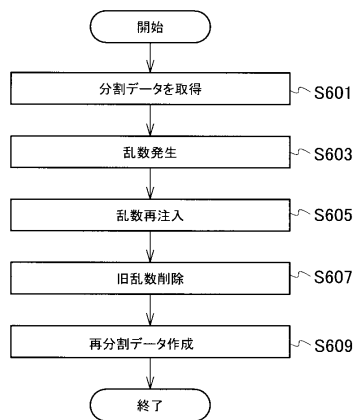 開始
分割データを取得 S601
乱数発生 S603
乱数再注入 S605
旧乱数削除 S607
再分割データ作成 S609
終了